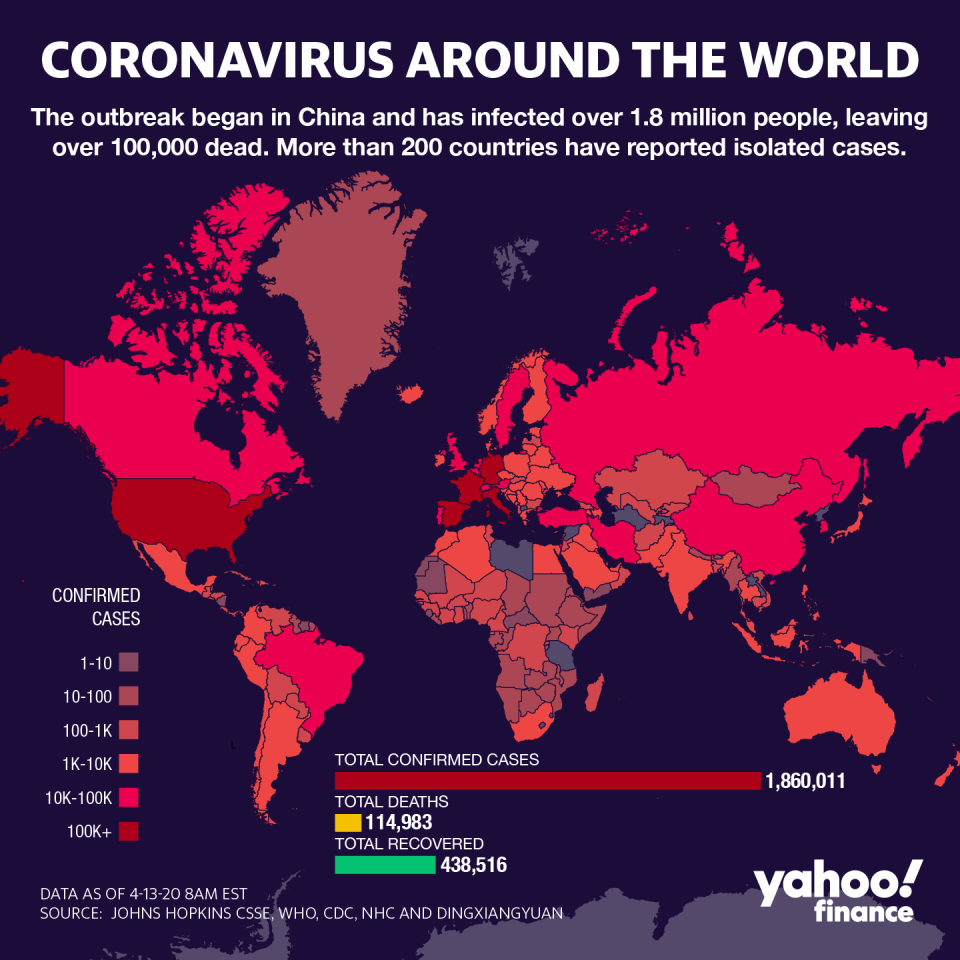 CORONAVIRUS AROUND THE WORLD
The outbreak began in China and has infected over 1.8 million people, leaving
over 100,000 dead. More than 200 countries have reported isolated cases.
CONFIRMED
CASES
1-10
10-100
100-1K
1K-10K
10K-100K
100K+
TOTAL CONFIRMED CASES
1,860,011
TOTAL DEATHS
114,983
TOTAL RECOVERED
438,516
DATA AS OF 4-13-20 8AM EST
SOURCE: JOHNS HOPKINS CSSE, WHO, CDC, NHC AND DINGXIANGYUAN
yahoo!
finance